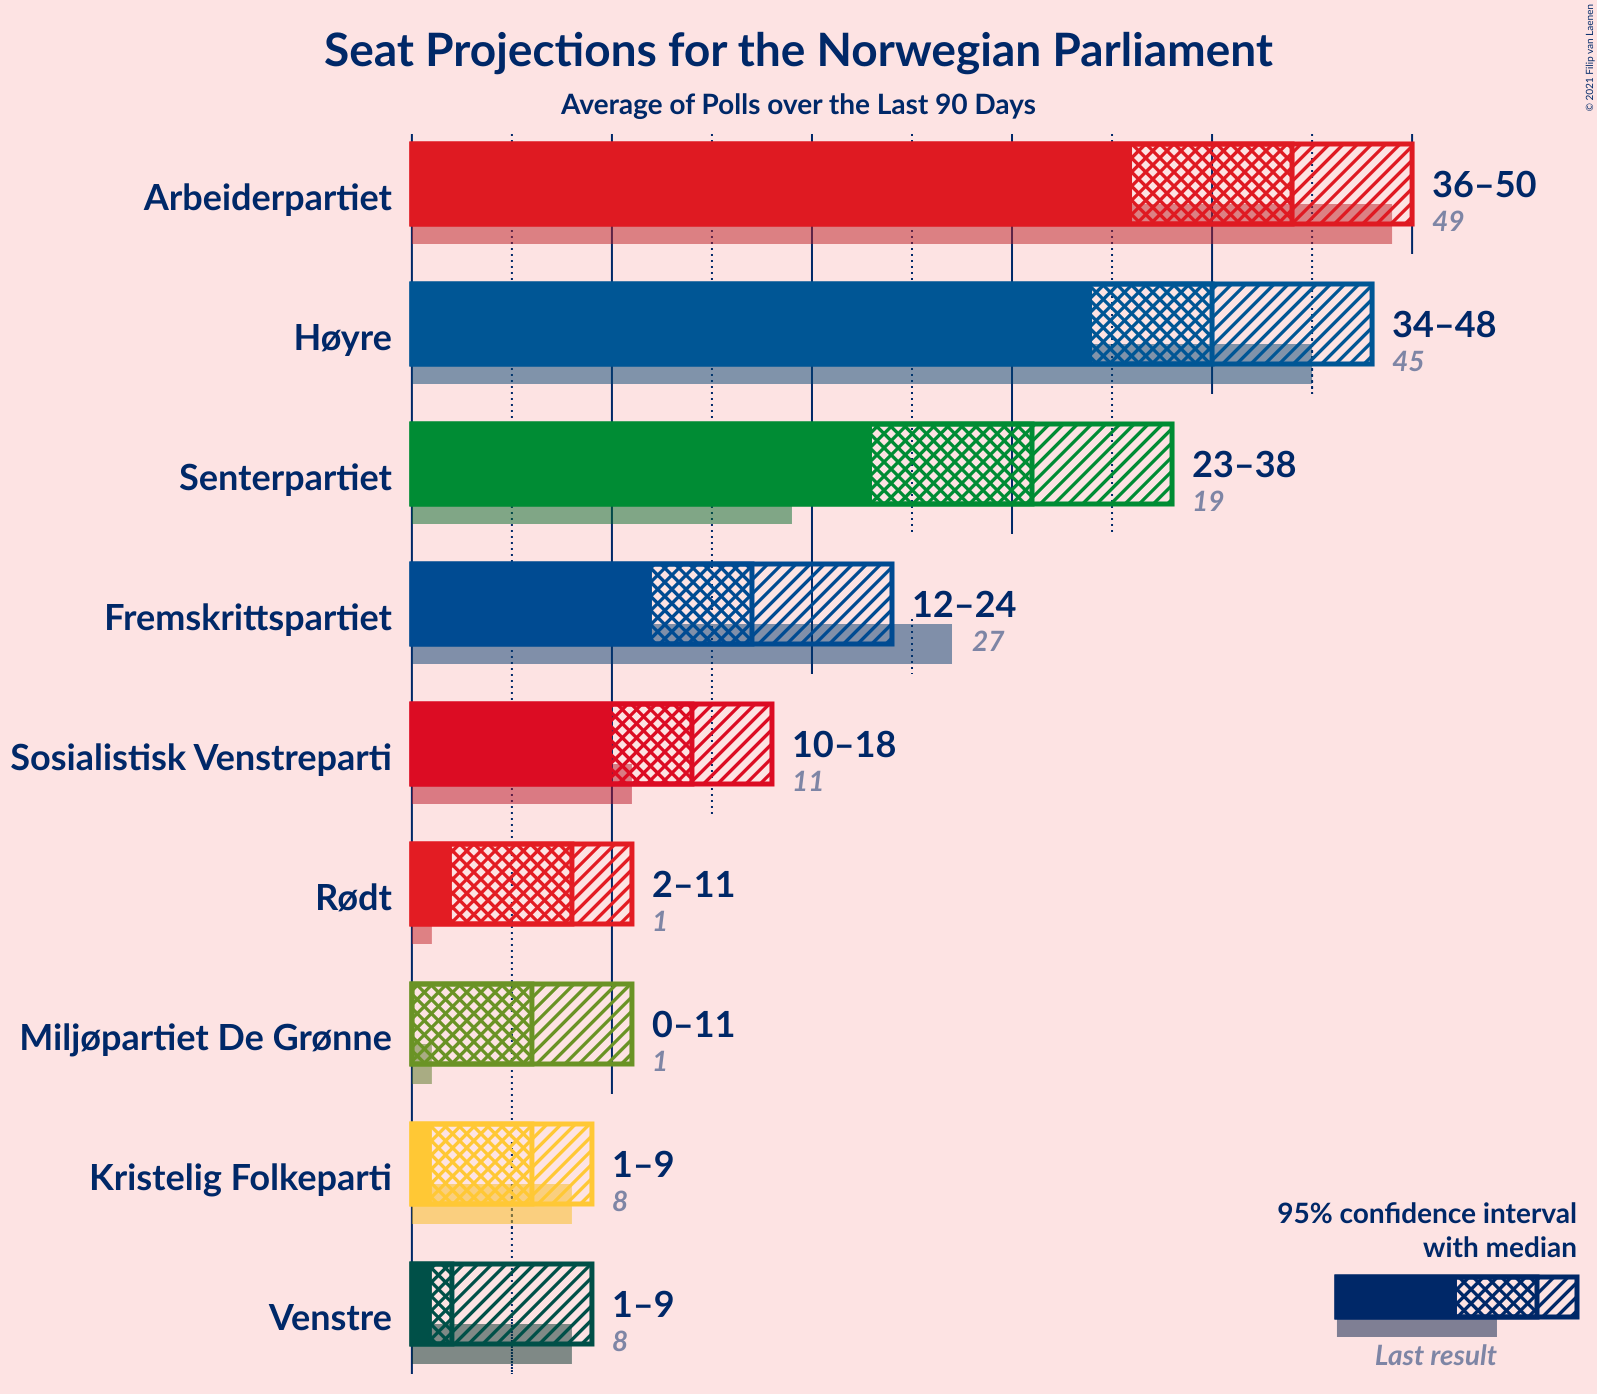 Seat Projections for the Norwegian Parliament
Average of Polls over the Last 90 Days
© 2021 Filip van Laenen
Arbeiderpartiet
36–50
49
Høyre
34–48
45
Senterpartiet
23–38
19
Fremskrittspartiet
12–24
27
Sosialistisk Venstreparti
10–18
11
Rødt
2–11
1
Miljøpartiet De Grønne
0–11
1
Kristelig Folkeparti
1–9
8
Venstre
1–9
8
95% confidence interval
with median
Last result